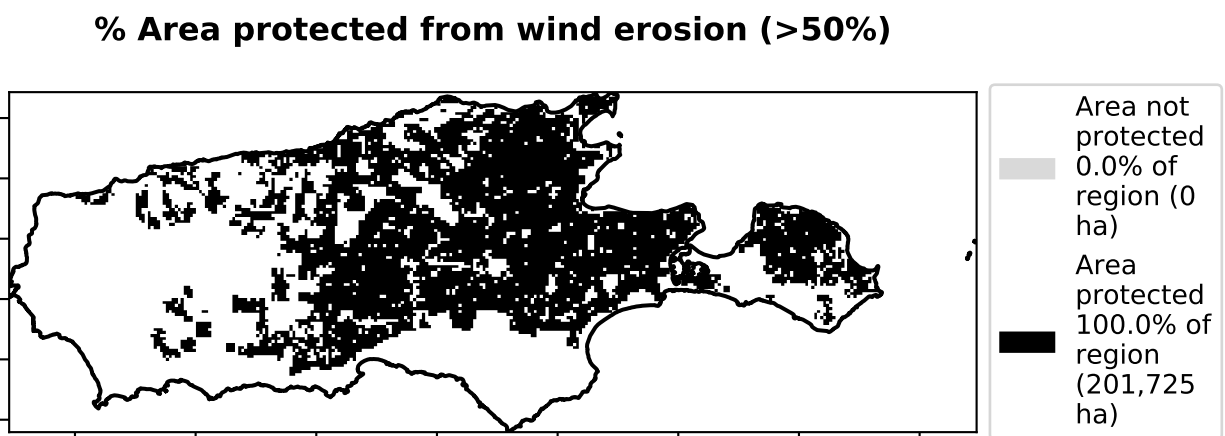 % Area protected from wind erosion (>50%)
Area not
protected
0.0% of
region (0
ha)
Area
protected
100.0% of
region
(201,725
ha)